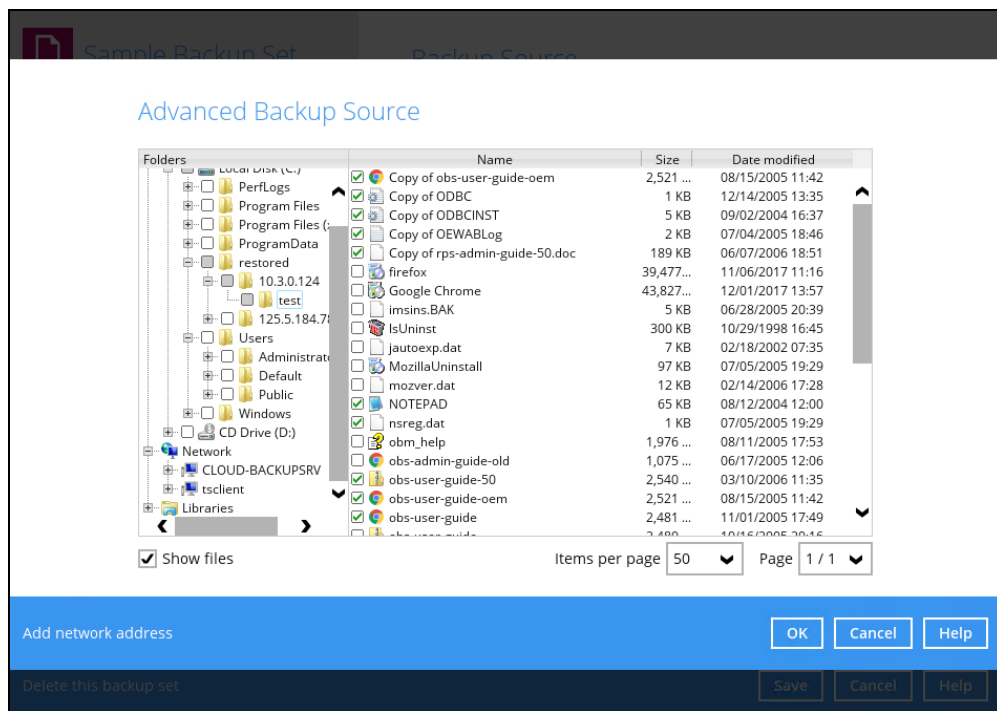 Sample Backup Set
Backup Source
Advanced Backup Source
Folders Name Size Date modified
Local Disk (C:)
PerfLogs
Program Files
Program Files (
ProgramData
restored
10.3.0.124
test
125.5.184.78
Users
Administrato
Default
Public
Windows
CD Drive (D:)
Network
CLOUD-BACKUPSRV
tsclient
Libraries
Copy of obs-user-guide-oem 2,521 ... 08/15/2005 11:42
Copy of ODBC 1 KB 12/14/2005 13:35
Copy of ODBCINST 5 KB 09/02/2004 16:37
Copy of OEWABLog 2 KB 07/04/2005 18:46
Copy of rps-admin-guide-50.doc 189 KB 06/07/2006 18:51
firefox 39,477... 11/06/2017 11:16
Google Chrome 43,827... 12/01/2017 13:57
imsins.BAK 5 KB 06/28/2005 20:39
IsUninst 300 KB 10/29/1998 16:45
jautoexp.dat 7 KB 02/18/2002 07:35
MozillaUninstall 97 KB 07/05/2005 19:29
mozver.dat 12 KB 02/14/2006 17:28
NOTEPAD 65 KB 08/12/2004 12:00
nsreg.dat 1 KB 07/05/2005 19:29
obm_help 1,976 ... 08/11/2005 17:53
obs-admin-guide-old 1,075 ... 06/17/2005 12:06
obs-user-guide-50 2,540 ... 03/10/2006 11:35
obs-user-guide-oem 2,521 ... 08/15/2005 11:42
obs-user-guide 2,481 ... 11/01/2005 17:49
obs-user-guide 2,480 ... 10/16/2005 20:16
Show files
Items per page 50 Page 1 / 1
Add network address OK Cancel Help
Delete this backup set Save Cancel Help